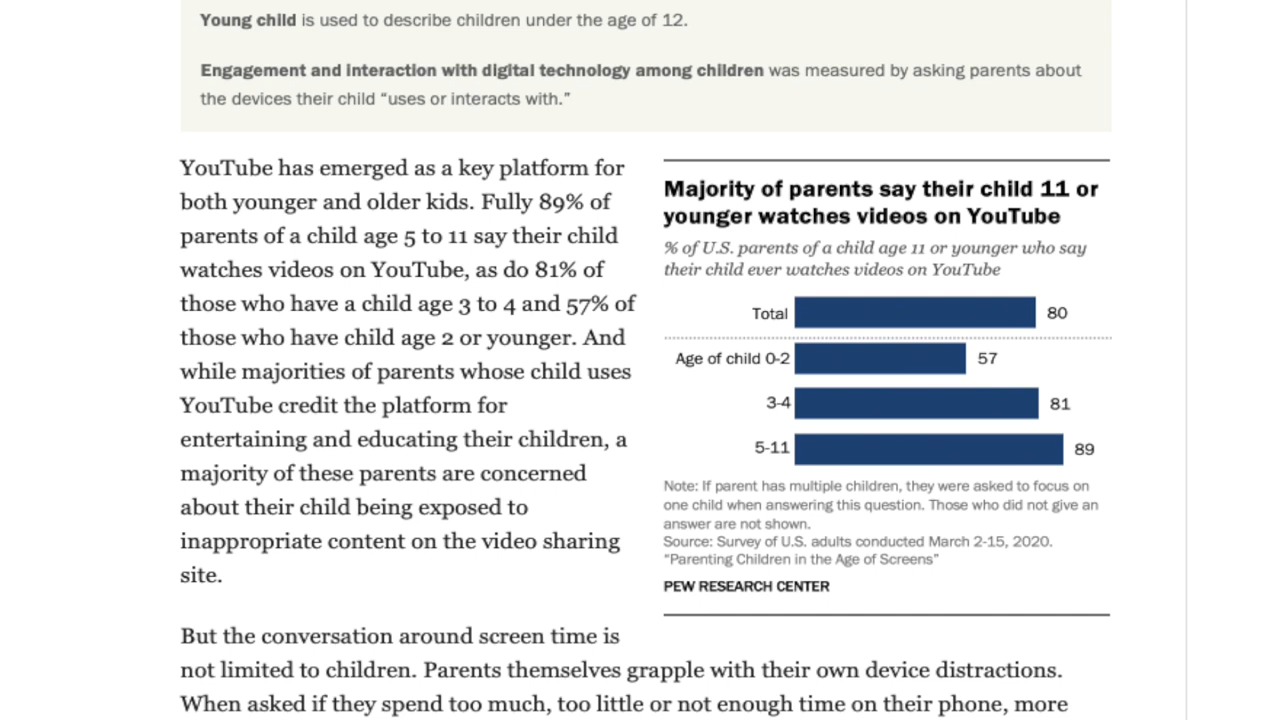 Young child is used to describe children under the age of 12.
Engagement and interaction with digital technology among children was measured by asking parents about
the devices their child “uses or interacts with.”
YouTube has emerged as a key platform for
both younger and older kids. Fully 89% of
parents of a child age 5 to 11 say their child
watches videos on YouTube, as do 81% of
those who have a child age 3 to 4 and 57% of
those who have child age 2 or younger. And
while majorities of parents whose child uses
YouTube credit the platform for
entertaining and educating their children, a
majority of these parents are concerned
about their child being exposed to
inappropriate content on the video sharing
site.
Majority of parents say their child 11 or
younger watches videos on YouTube
% of U.S. parents of a child age 11 or younger who say
their child ever watches videos on YouTube
Total 80
Age of child 0-2 57
3-4 81
5-11 89
Note: If parent has multiple children, they were asked to focus on
one child when answering this question. Those who did not give an
answer are not shown.
Source: Survey of U.S. adults conducted March 2-15, 2020.
“Parenting Children in the Age of Screens”
PEW RESEARCH CENTER
But the conversation around screen time is
not limited to children. Parents themselves grapple with their own device distractions.
When asked if they spend too much, too little or not enough time on their phone, more